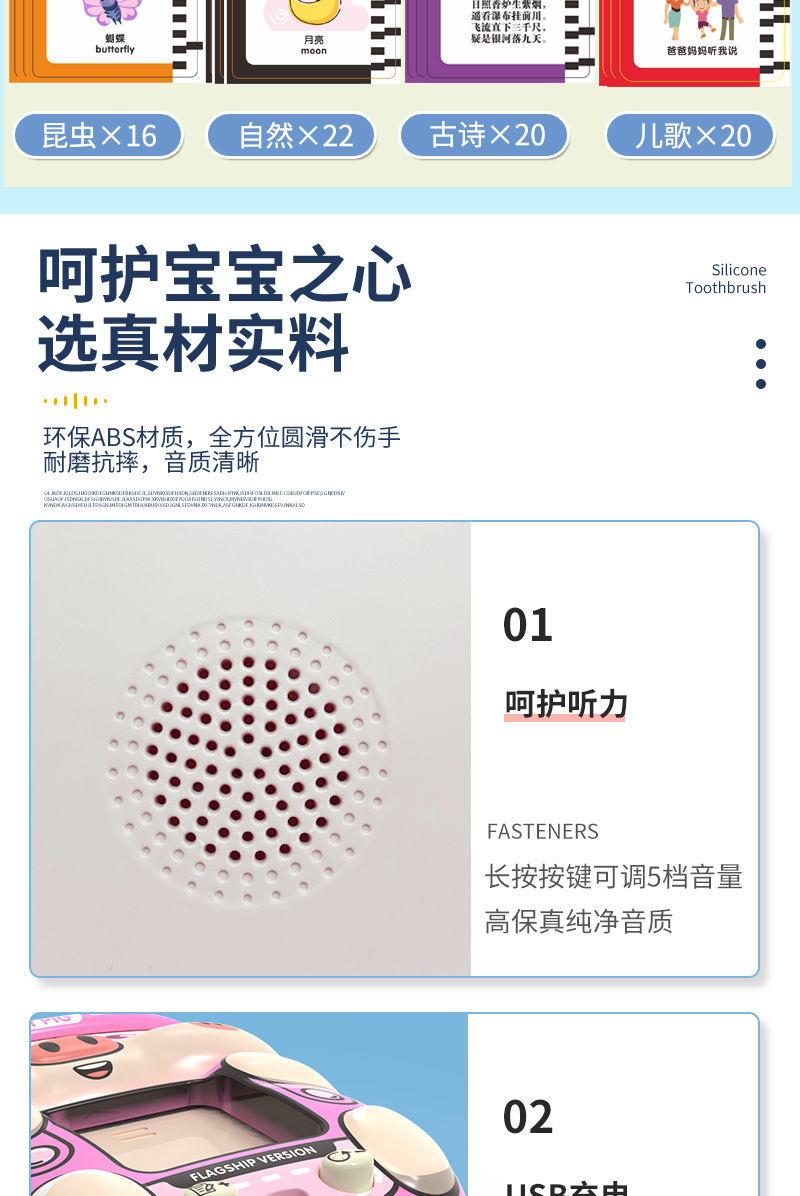 蝴蝶
butterfly
月亮
moon
日照香炉生紫烟，
遥看瀑布挂前川。
飞流直下三千尺，
疑是银河落九天。
爸爸妈妈听我说
昆虫×16
自然×22
古诗×20
儿歌×20
呵护宝宝之心
选真材实料
Silicone
Toothbrush
环保ABS材质，全方位圆滑不伤手
耐磨抗摔，音质清晰
01
呵护听力
FASTENERS
长按按键可调5档音量
高保真纯净音质
PIG
FLAGSHIP VERSION
02
USB充电